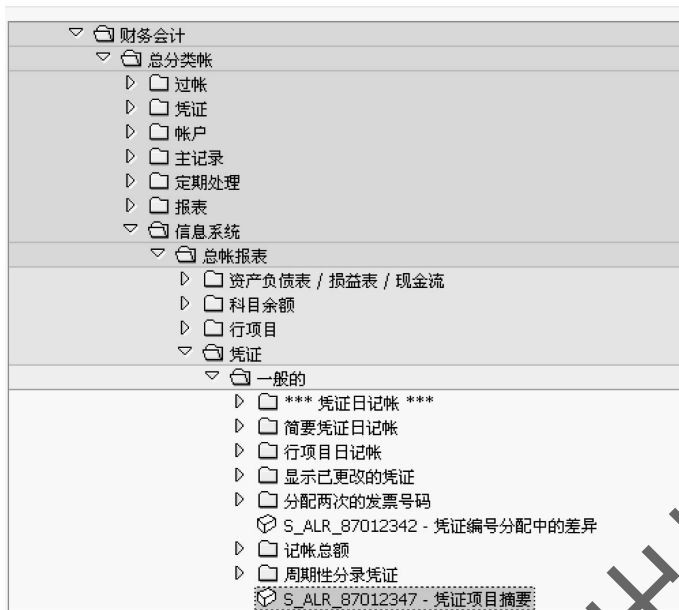 财务会计
总分类帐
过帐
凭证
帐户
主记录
定期处理
报表
信息系统
总帐报表
资产负债表 / 损益表 / 现金流
科目余额
行项目
凭证
一般的
*** 凭证日记帐 ***
简要凭证日记帐
行项目日记帐
显示已更改的凭证
分配两次的发票号码
S_ALR_87012342 - 凭证编号分配中的差异
记帐总额
周期性分录凭证
S_ALR_87012347 - 凭证项目摘要